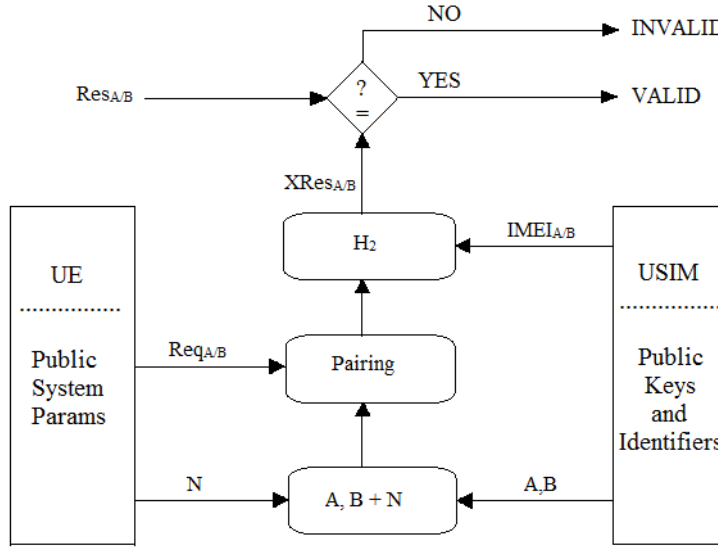 NO
INVALID
ResA/B
?
=
YES
VALID
XResA/B
UE
..................
Public
System
Params
H2
IMEIA/B
USIM
...............
Public
Keys
and
Identifiers
ReqA/B
Pairing
N
A, B + N
A,B